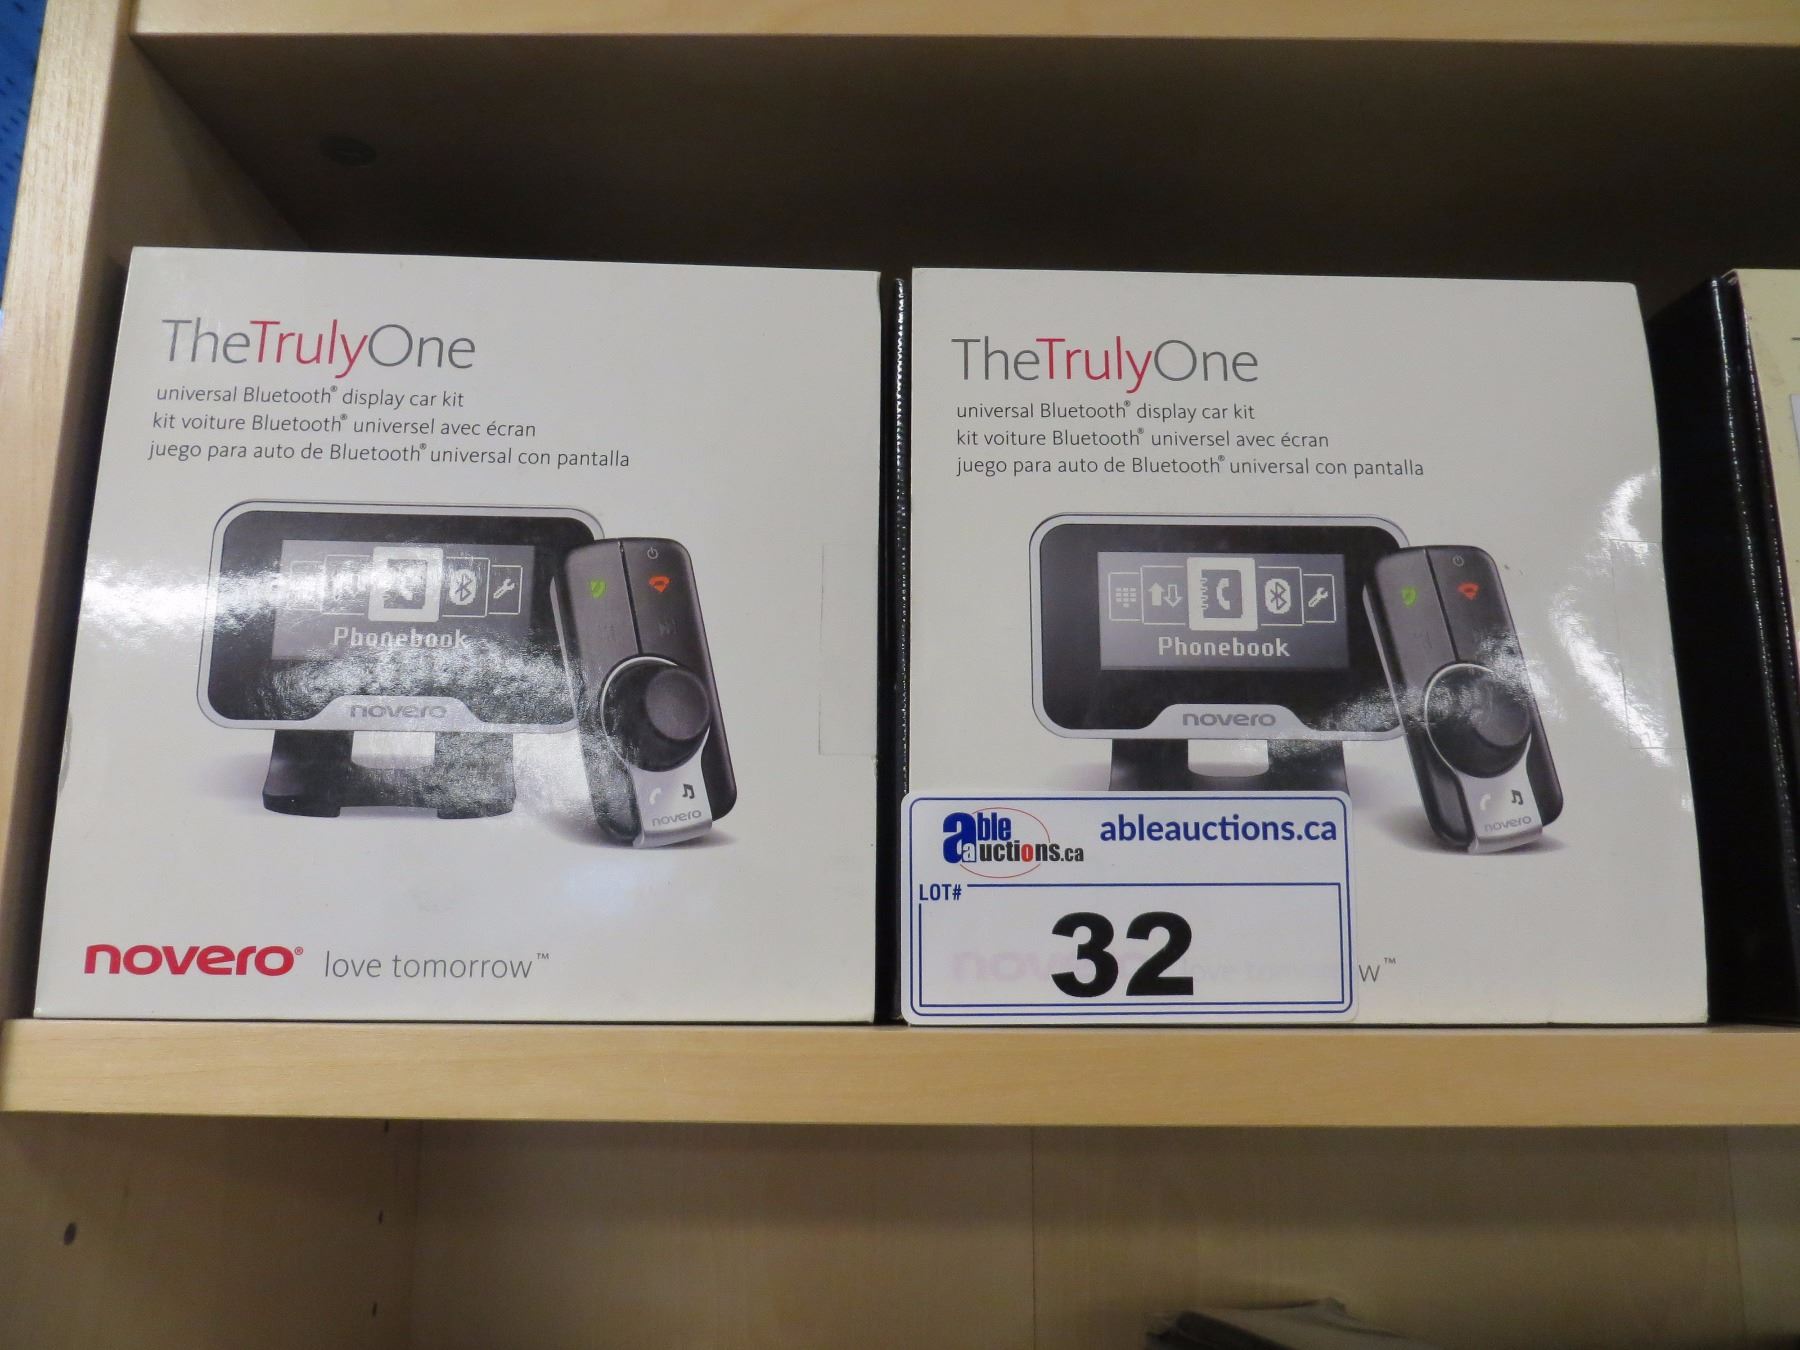 TheTrulyOne
universal Bluetooth® display car kit
kit voiture Bluetooth® universel avec écran
juego para auto de Bluetooth® universal con pantalla
Phonebook
novero
novero
novero® love tomorrow™
TheTrulyOne
universal Bluetooth® display car kit
kit voiture Bluetooth® universel avec écran
juego para auto de Bluetooth® universal con pantalla
Phonebook
novero
novero
able auctions.ca
ableauctions.ca
LOT#
32
w™